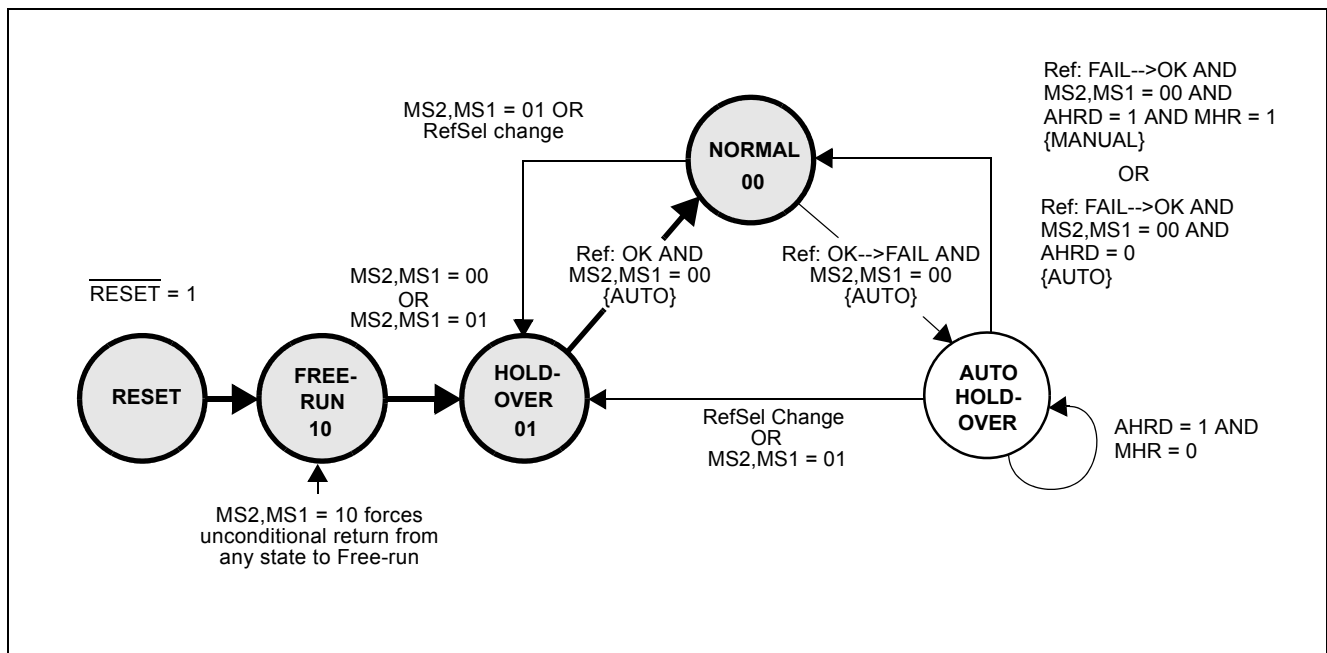 MS2,MS1 = 01 OR
RefSel change
NORMAL
00
Ref: FAIL-->OK AND
MS2,MS1 = 00 AND
AHRD = 1 AND MHR = 1
{MANUAL}
OR
Ref: FAIL-->OK AND
MS2,MS1 = 00 AND
AHRD = 0
{AUTO}
Ref: OK AND
MS2,MS1 = 00
{AUTO}
Ref: OK-->FAIL AND
MS2,MS1 = 00
{AUTO}
RESET = 1
MS2,MS1 = 00
OR
MS2,MS1 = 01
RESET
FREE-
RUN
10
HOLD-
OVER
01
AUTO
HOLD-
OVER
RefSel Change
OR
MS2,MS1 = 01
AHRD = 1 AND
MHR = 0
MS2,MS1 = 10 forces
unconditional return from
any state to Free-run